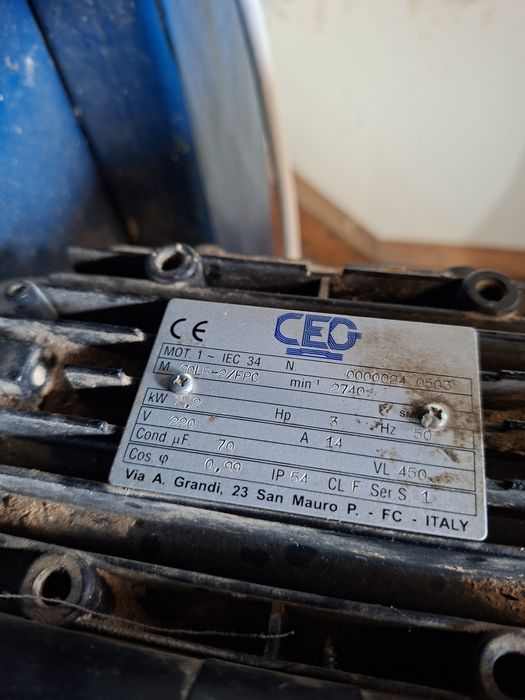 CE CEG
MOT. 1~ IEC 34 N. 0000024 0503
M. min⁻¹ 2740
kW 2,2 Hp 3 Hz 50
V 220 A 14
Cond µF 70 VL 450
Cos φ 0,99 IP 54 CL F Ser.S 1
Via A. Grandi, 23 San Mauro P. - FC - ITALY